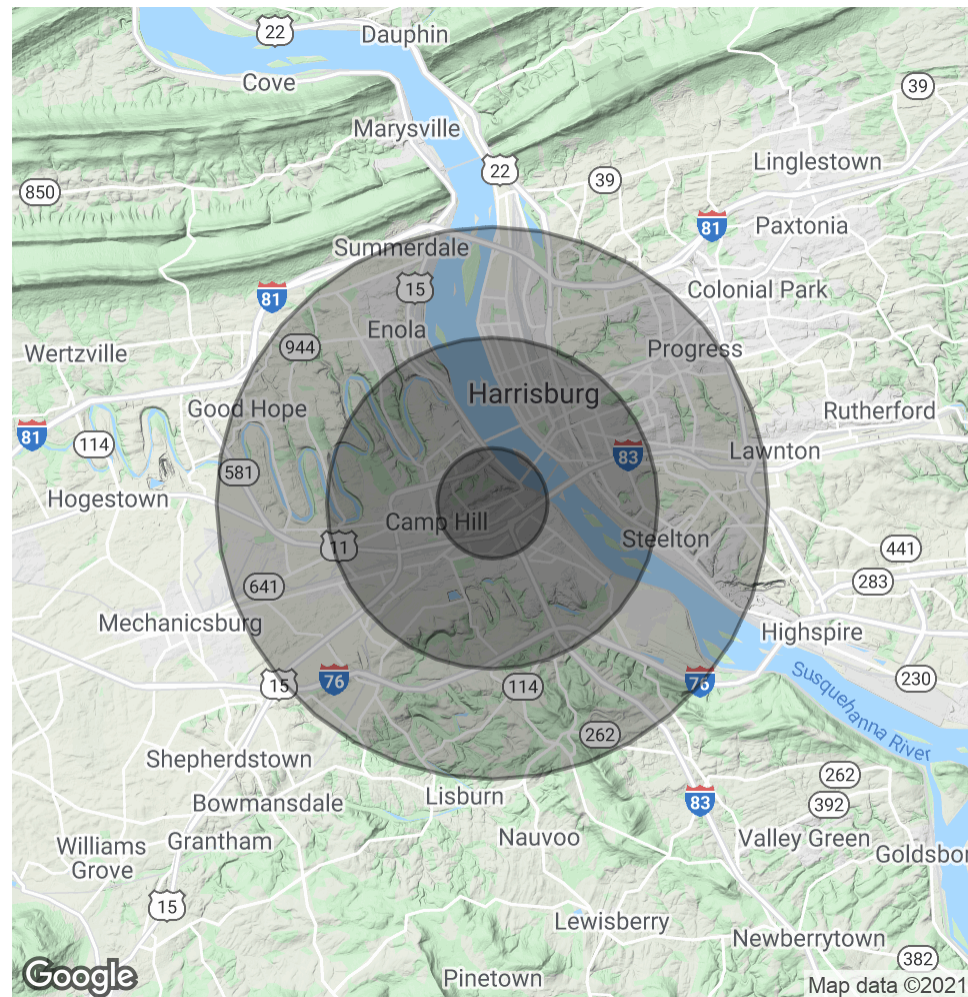 22
Dauphin
Cove
39
Marysville
22
Linglestown
39
850
81
Paxtonia
Summerdale
15
81
Colonial Park
Enola
944
Progress
Wertzville
Harrisburg
Good Hope
Rutherford
81
114
83
Lawnton
581
Hogestown
Camp Hill
11
Steelton
441
641
283
Mechanicsburg
Highspire
15
76
114
76
230
Susquehanna River
262
Shepherdstown
262
Bowmansdale
Lisburn
83
392
Williams
Grove
Grantham
Nauvoo
Valley Green
Goldsbor
15
Lewisberry
Newberrytown
382
Google
Pinetown
Map data ©2021